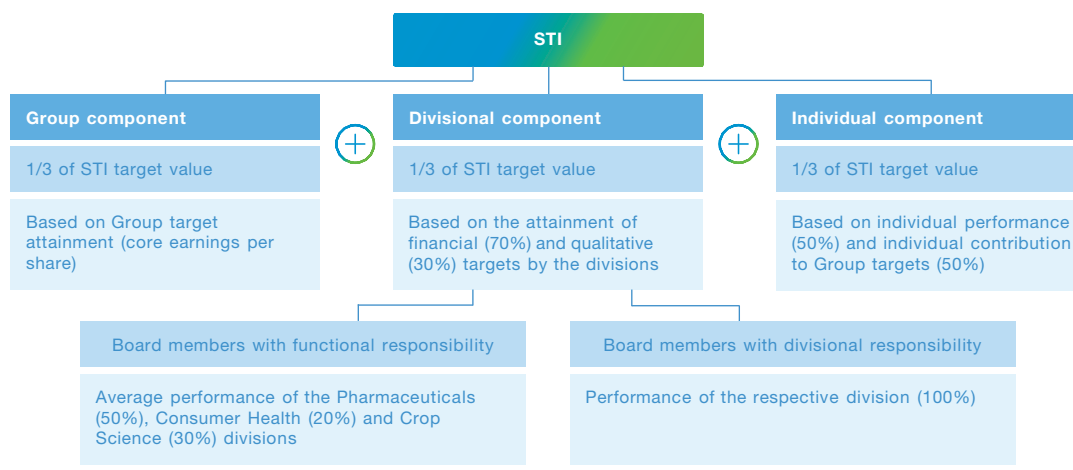 STI
Group component
1/3 of STI target value
Based on Group target
attainment (core earnings per
share)
Divisional component
1/3 of STI target value
Based on the attainment of
financial (70%) and qualitative
(30%) targets by the divisions
Individual component
1/3 of STI target value
Based on individual performance
(50%) and individual contribution
to Group targets (50%)
Board members with functional responsibility
Average performance of the Pharmaceuticals
(50%), Consumer Health (20%) and Crop
Science (30%) divisions
Board members with divisional responsibility
Performance of the respective division (100%)